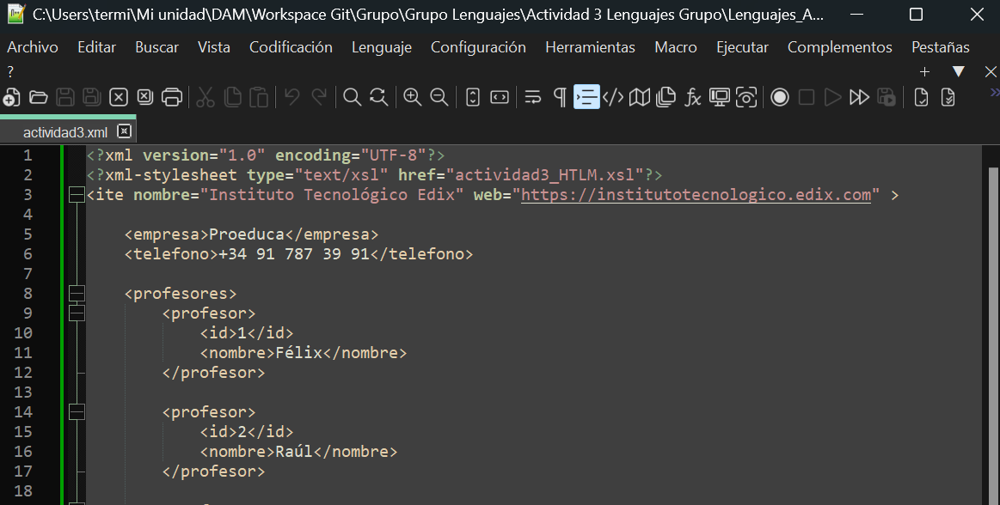 C:\Users\termi\Mi unidad\DAM\Workspace Git\Grupo\Grupo Lenguajes\Actividad 3 Lenguajes Grupo\Lenguajes_A...
Archivo Editar Buscar Vista Codificación Lenguaje Configuración Herramientas Macro Ejecutar Complementos Pestañas
?
actividad3.xml
1 <?xml version="1.0" encoding="UTF-8"?>
2 <?xml-stylesheet type="text/xsl" href="actividad3_HTLM.xsl"?>
3 <ite nombre="Instituto Tecnológico Edix" web="https://institutotecnologico.edix.com" >
4
5 <empresa>Proeduca</empresa>
6 <telefono>+34 91 787 39 91</telefono>
7
8 <profesores>
9 <profesor>
10 <id>1</id>
11 <nombre>Félix</nombre>
12 </profesor>
13
14 <profesor>
15 <id>2</id>
16 <nombre>Raúl</nombre>
17 </profesor>
18